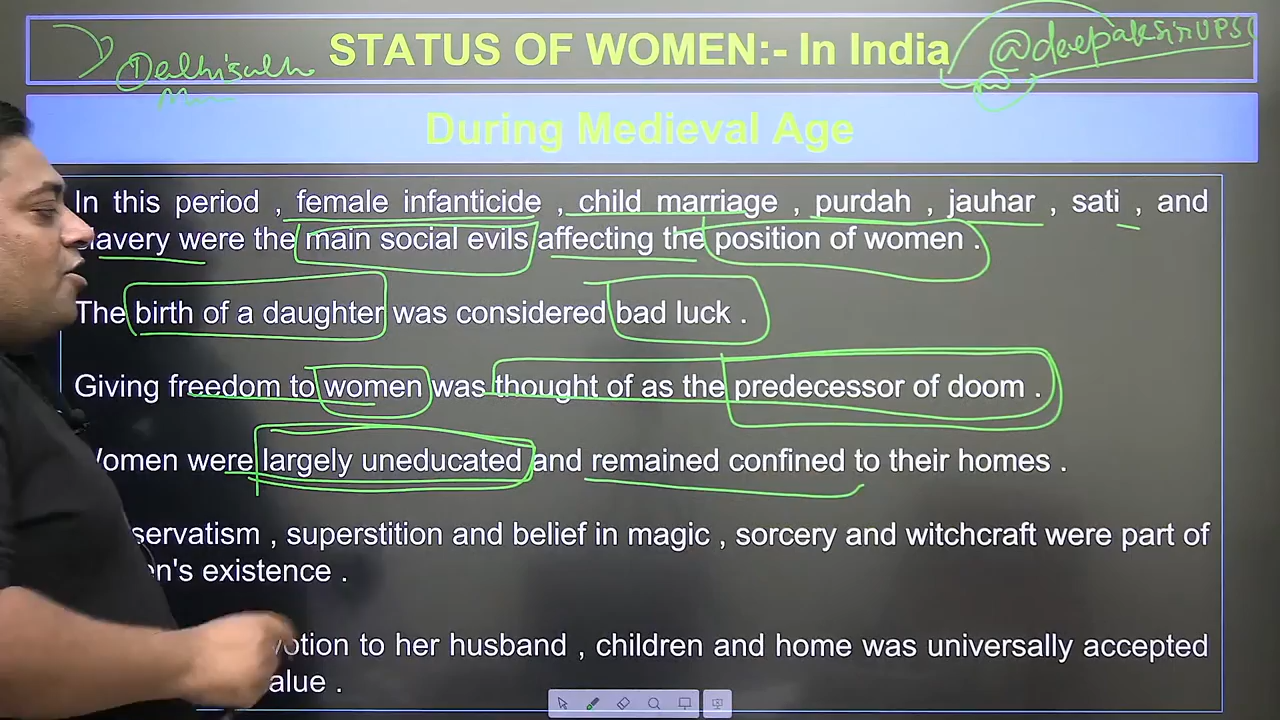 STATUS OF WOMEN:- In India
@deepaksirUPSC
During Medieval Age
In this period , female infanticide , child marriage , purdah , jauhar , sati , and
slavery were the main social evils affecting the position of women .
The birth of a daughter was considered bad luck .
Giving freedom to women was thought of as the predecessor of doom .
Women were largely uneducated and remained confined to their homes .
servatism , superstition and belief in magic , sorcery and witchcraft were part of
en's existence .
votion to her husband , children and home was universally accepted
alue .